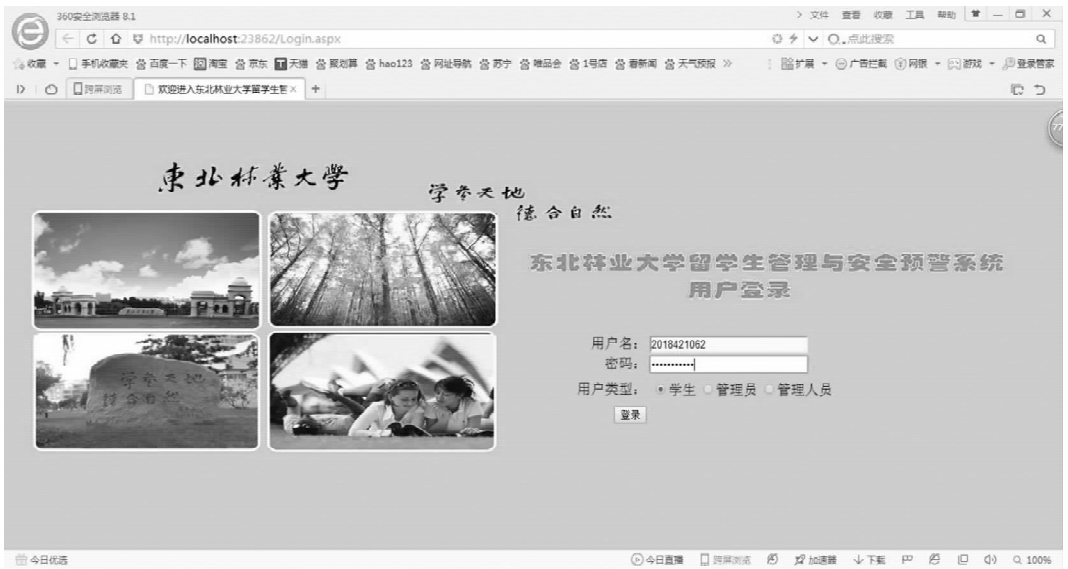 360安全浏览器 8.1
文件 查看 收藏 工具 帮助
http://localhost:23862/Login.aspx
点此搜索
收藏 手机收藏夹 百度一下 淘宝 京东 天猫 聚划算 hao123 网址导航 苏宁 唯品会 1号店 看新闻 天气预报 » 扩展 广告拦截 网银 游戏 登录管家
跨屏浏览 欢迎进入东北林业大学留学生管 × +
77
東北林業大學
学参天地
德合自然
东北林业大学留学生管理与安全预警系统
用户登录
学参天地
德合自然
用户名: 2018421062
密码: •••••••••••
用户类型: 学生 管理员 管理人员
登录
今日优选 今日直播 跨屏浏览 加速器 下载 100%